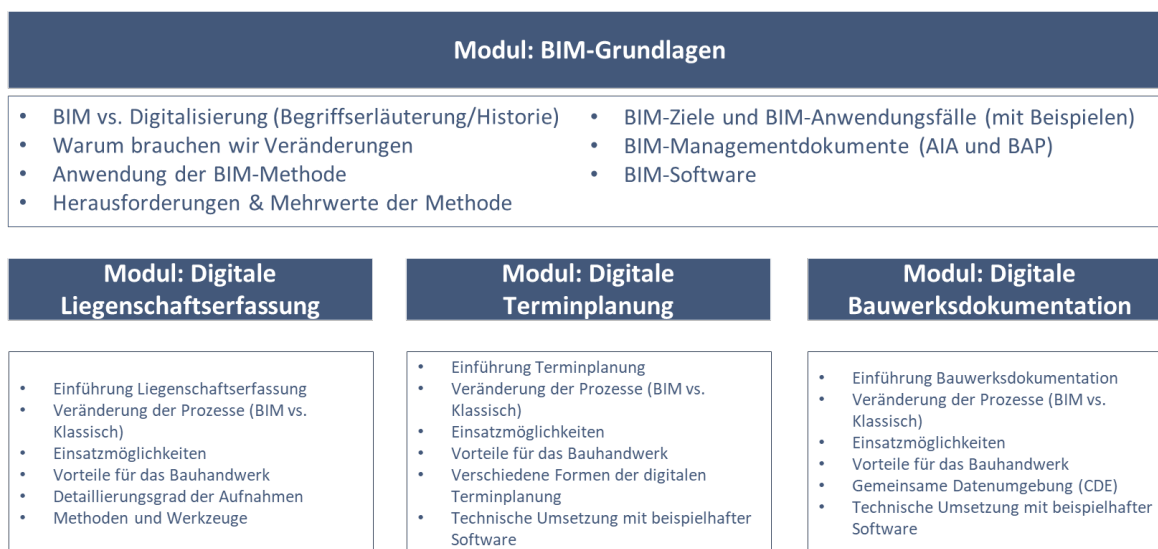 Modul: BIM-Grundlagen
• BIM vs. Digitalisierung (Begriffserläuterung/Historie)
• Warum brauchen wir Veränderungen
• Anwendung der BIM-Methode
• Herausforderungen & Mehrwerte der Methode
• BIM-Ziele und BIM-Anwendungsfälle (mit Beispielen)
• BIM-Managementdokumente (AIA und BAP)
• BIM-Software
Modul: Digitale
Liegenschaftserfassung
• Einführung Liegenschaftserfassung
• Veränderung der Prozesse (BIM vs.
Klassisch)
• Einsatzmöglichkeiten
• Vorteile für das Bauhandwerk
• Detaillierungsgrad der Aufnahmen
• Methoden und Werkzeuge
Modul: Digitale
Terminplanung
• Einführung Terminplanung
• Veränderung der Prozesse (BIM vs.
Klassisch)
• Einsatzmöglichkeiten
• Vorteile für das Bauhandwerk
• Verschiedene Formen der digitalen
Terminplanung
• Technische Umsetzung mit beispielhafter
Software
Modul: Digitale
Bauwerksdokumentation
• Einführung Bauwerksdokumentation
• Veränderung der Prozesse (BIM vs.
Klassisch)
• Einsatzmöglichkeiten
• Vorteile für das Bauhandwerk
• Gemeinsame Datenumgebung (CDE)
• Technische Umsetzung mit beispielhafter
Software